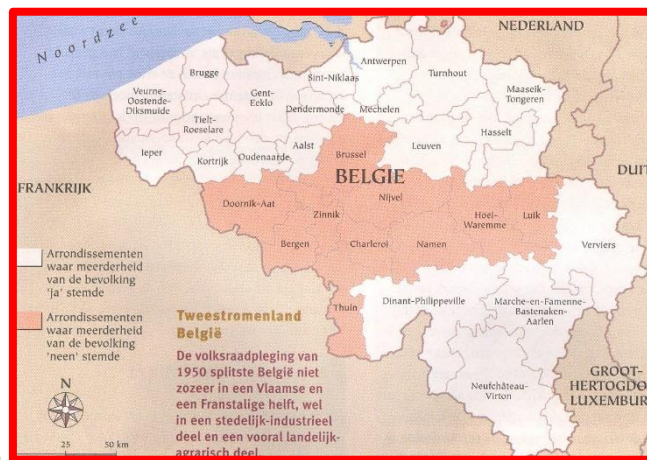 Noordzee
NEDERLAND
Antwerpen
Turnhout
Brugge
Gent-
Eeklo
Sint-Niklaas
Veurne-
Oostende-
Diksmuide
Maaseik-
Tongeren
Dendermonde
Mechelen
Tielt-
Roeselare
Hasselt
Aalst
Leuven
Ieper
Kortrijk
Oudenaarde
Brussel
BELGIE
DUIT
FRANKRIJK
Nijvel
Doornik-Aat
Zinnik
Hoei-
Waremme
Luik
Bergen
Charleroi
Namen
Verviers
Arrondissementen
waar meerderheid
van de bevolking
'ja' stemde
Thuin
Dinant-Philippeville
Marche-en-Famenne-
Bastenaken-
Aarlen
Arrondissementen
waar meerderheid
van de bevolking
'neen' stemde
Tweestromenland
België
De volksraadpleging van
1950 splitste België niet
zozeer in een Vlaamse en
een Franstalige helft, wel
in een stedelijk-industrieel
deel en een vooral landelijk-
agrarisch deel.
N
25 50 km
Neufchâteau-
Virton
GROOT-
HERTOGDO
LUXEMBUR